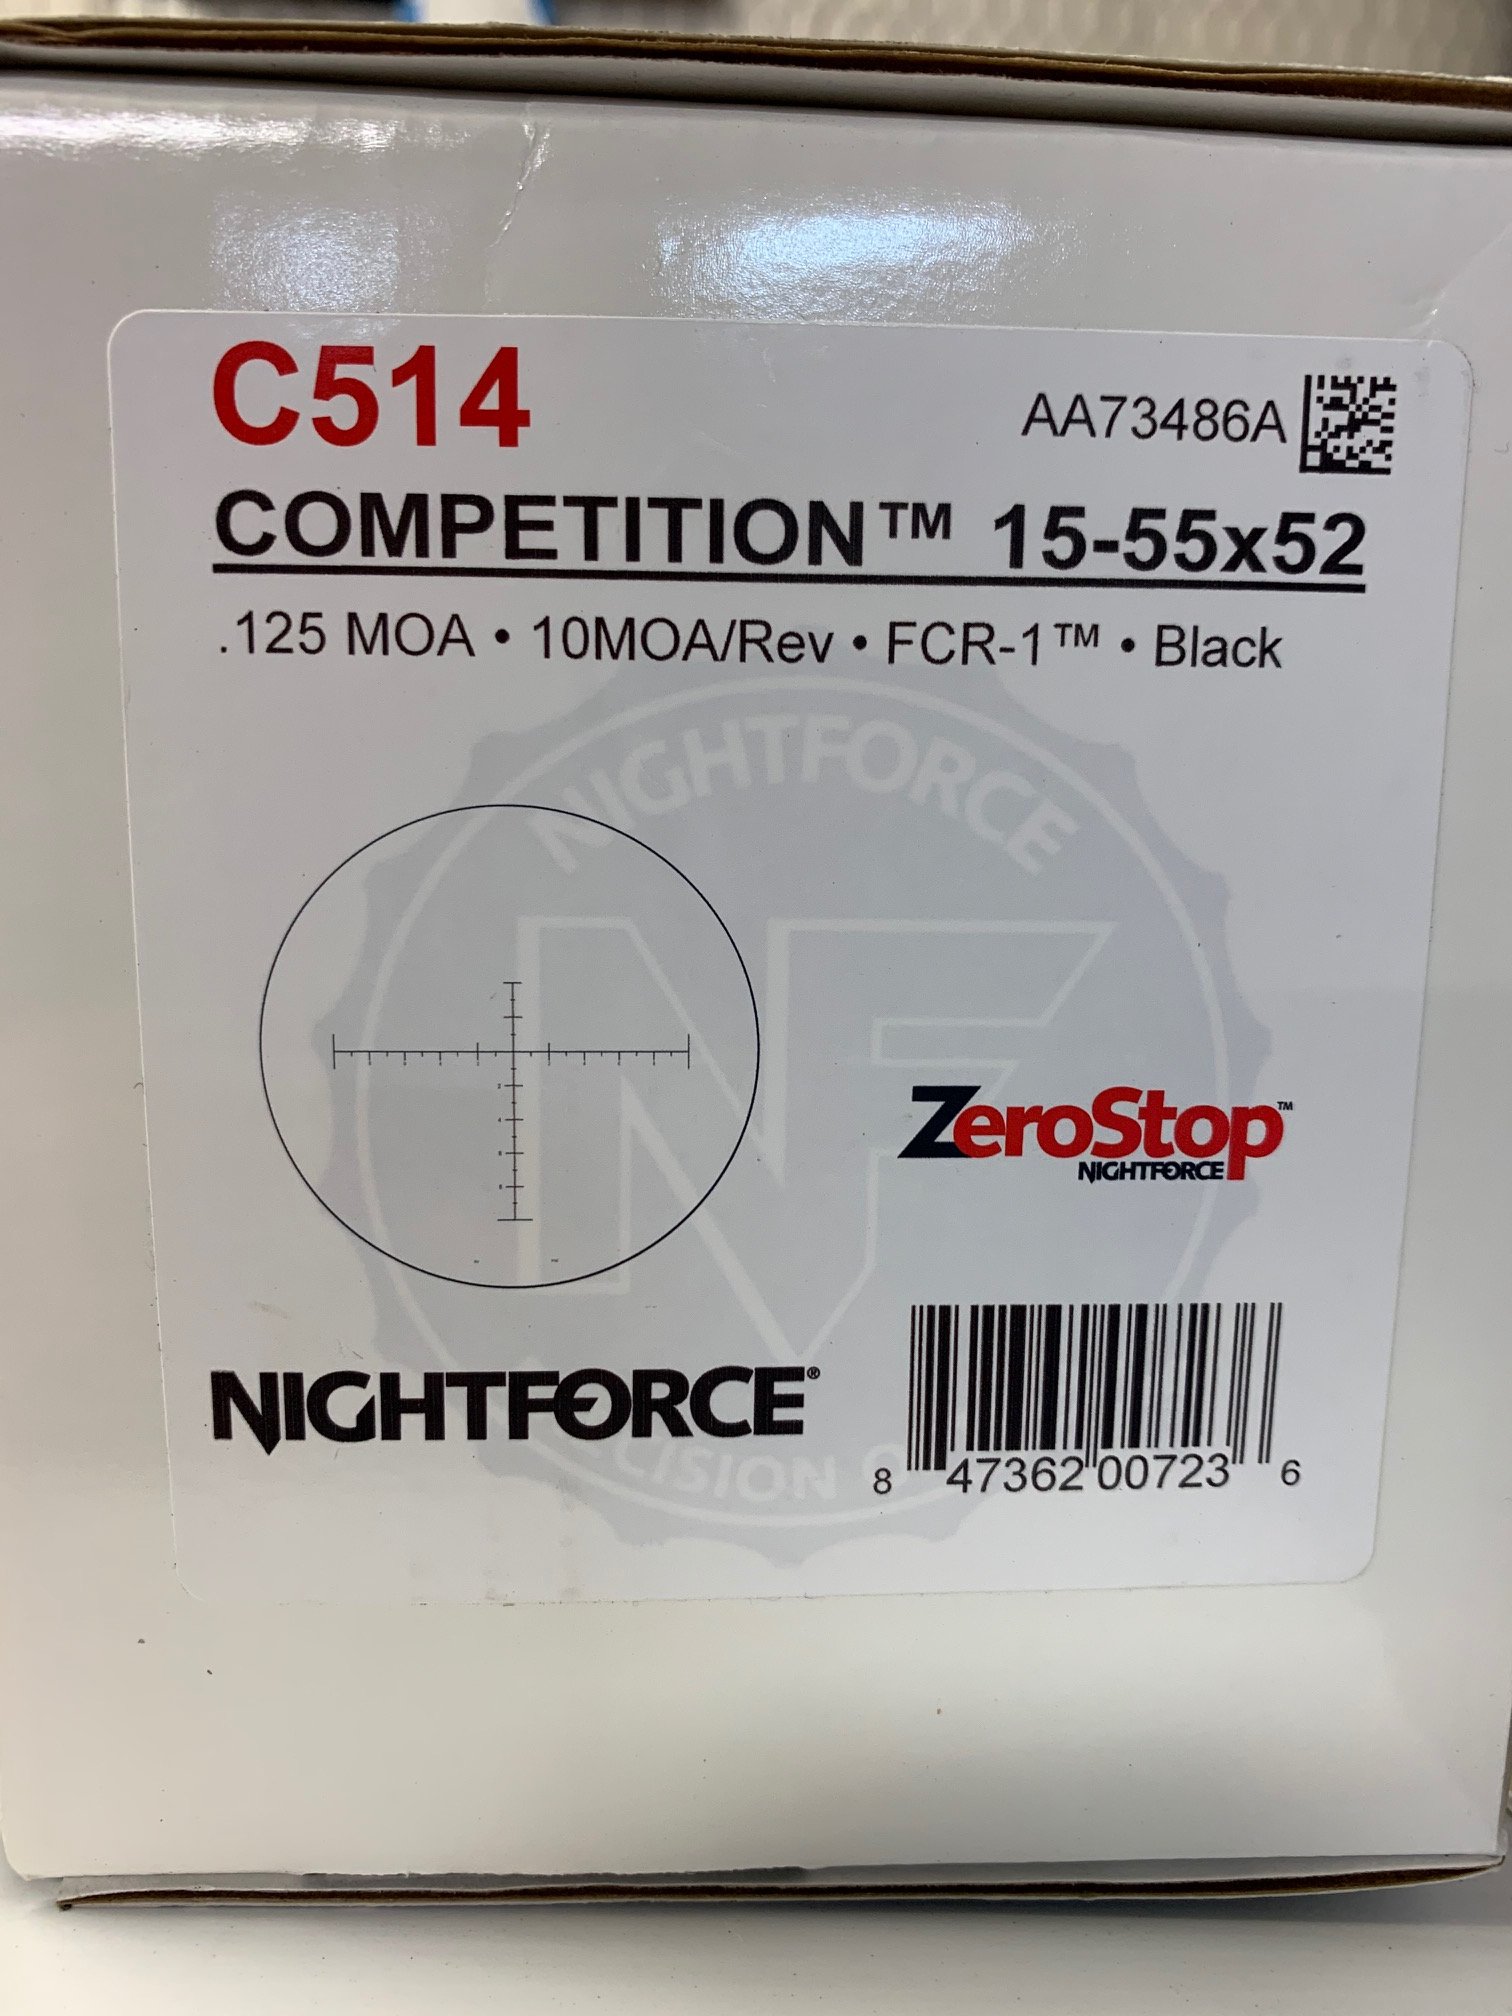 C514
AA73486A
COMPETITION™ 15-55x52
.125 MOA • 10MOA/Rev • FCR-1™ • Black
NIGHTFORCE
NF
ZeroStop™
NIGHTFORCE
NIGHTFORCE®
8 47362 00723 6